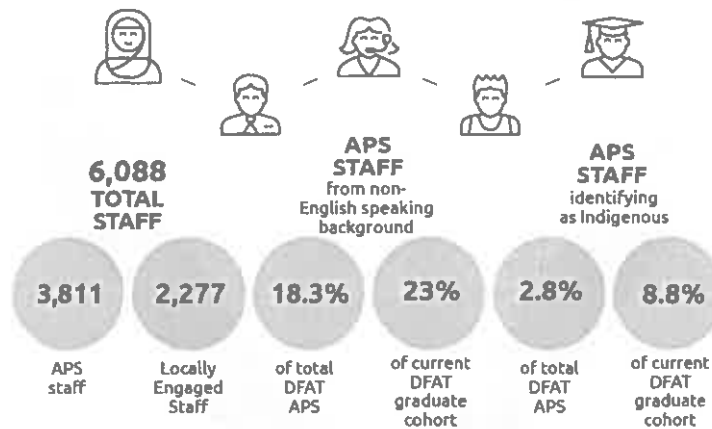 6,088
TOTAL
STAFF
APS
STAFF
from non-
English speaking
background
APS
STAFF
identifying
as Indigenous
3,811
APS
staff
2,277
Locally
Engaged
Staff
18.3%
of total
DFAT
APS
23%
of current
DFAT
graduate
cohort
2.8%
of total
DFAT
APS
8.8%
of current
DFAT
graduate
cohort